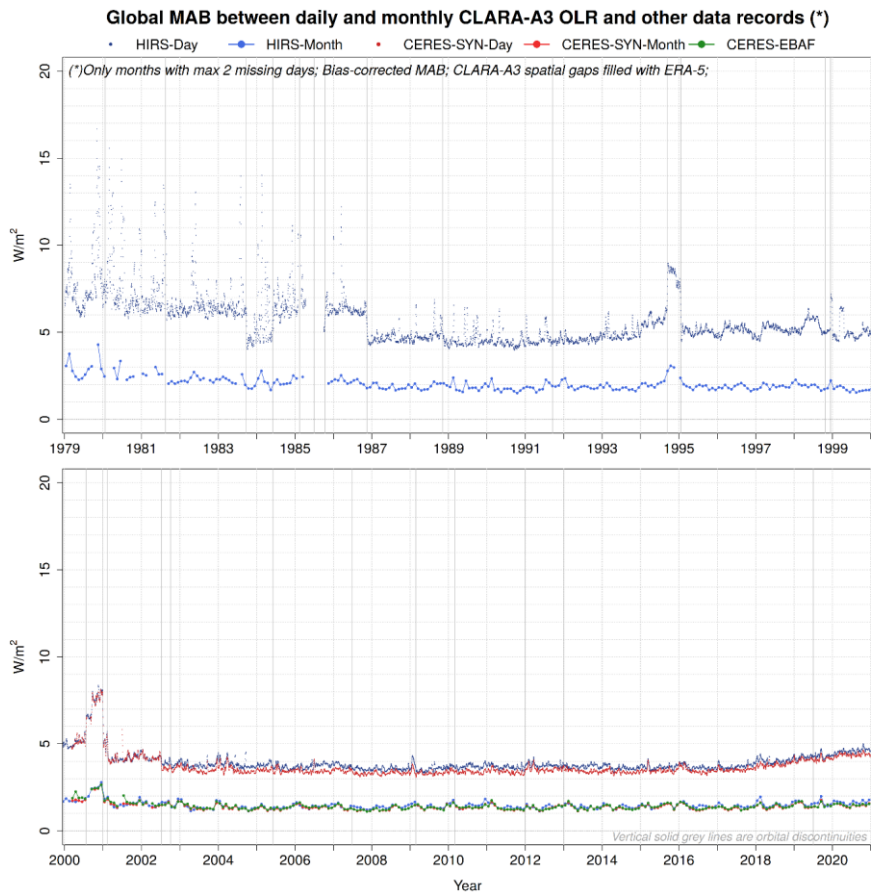 Global MAB between daily and monthly CLARA-A3 OLR and other data records (*)
HIRS-Day HIRS-Month CERES-SYN-Day CERES-SYN-Month CERES-EBAF
(*)Only months with max 2 missing days; Bias-corrected MAB; CLARA-A3 spatial gaps filled with ERA-5;
20
15
W/m²
10
5
0
1979 1981 1983 1985 1987 1989 1991 1993 1995 1997 1999
20
15
W/m²
10
5
0
Vertical solid grey lines are orbital discontinuities
2000 2002 2004 2006 2008 2010 2012 2014 2016 2018 2020
Year